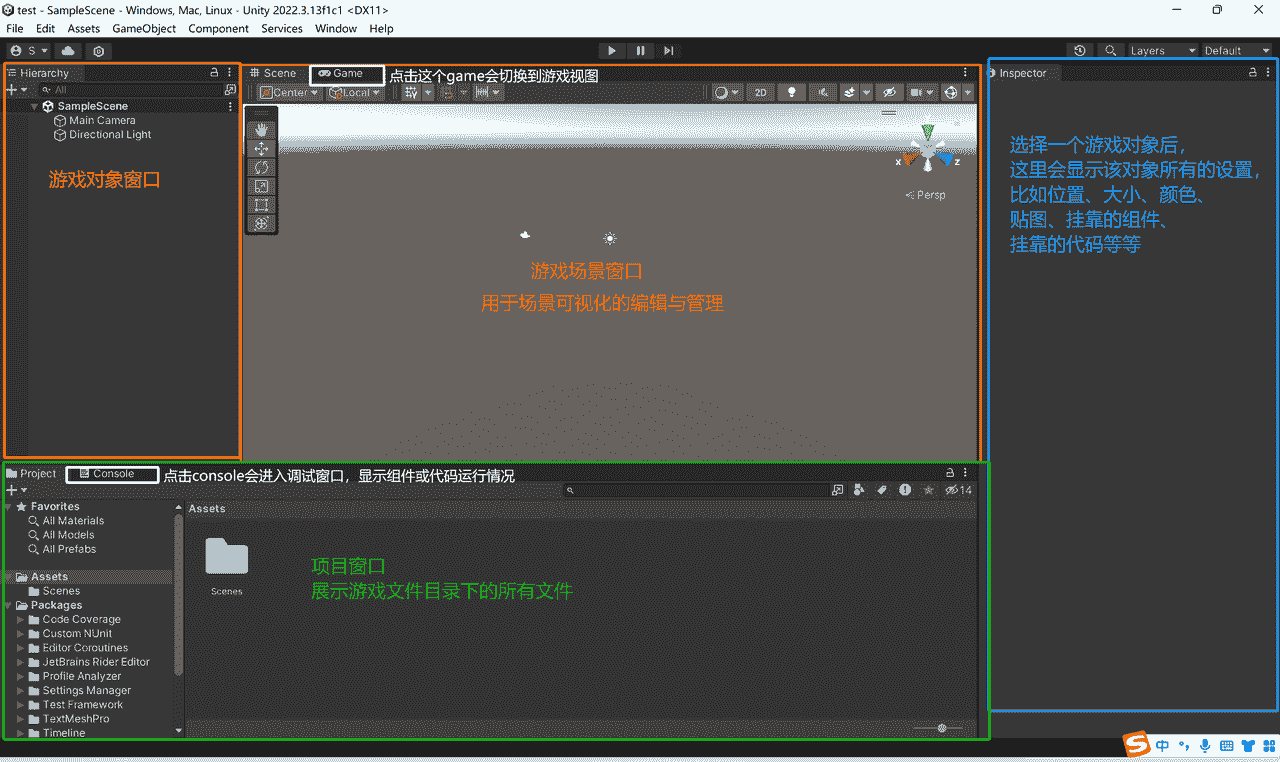 test - SampleScene - Windows, Mac, Linux - Unity 2022.3.13f1c1 <DX11>
File Edit Assets GameObject Component Services Window Help
S Layers Default
Hierarchy
All
SampleScene
Main Camera
Directional Light
游戏对象窗口
Scene Game 点击这个game会切换到游戏视图
Center Local 2D
x z
Persp
游戏场景窗口
用于场景可视化的编辑与管理
Inspector
选择一个游戏对象后，
这里会显示该对象所有的设置，
比如位置、大小、颜色、
贴图、挂靠的组件、
挂靠的代码等等
Project Console 点击console会进入调试窗口，显示组件或代码运行情况
14
Favorites
All Materials
All Models
All Prefabs
Assets
Scenes
Packages
Code Coverage
Custom NUnit
Editor Coroutines
JetBrains Rider Editor
Profile Analyzer
Settings Manager
Test Framework
TextMeshPro
Timeline
Assets
Scenes
项目窗口
展示游戏文件目录下的所有文件
S 中